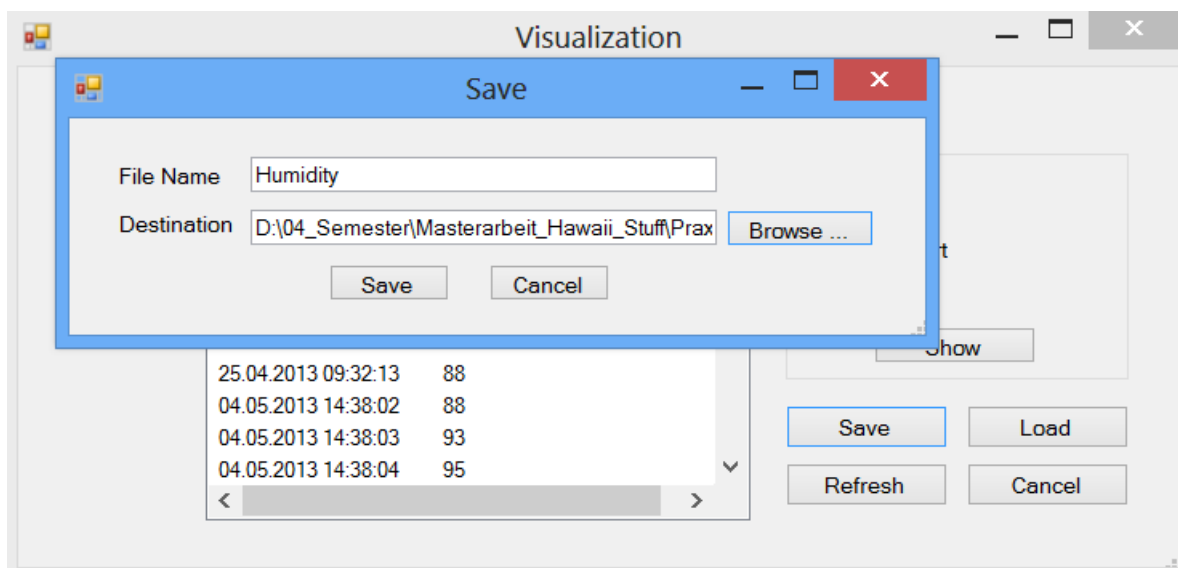 Visualization
Save
File Name Humidity
Destination D:\04_Semester\Masterarbeit_Hawaii_Stuff\Prax Browse ...
Save Cancel
t
Show
25.04.2013 09:32:13 88
04.05.2013 14:38:02 88
04.05.2013 14:38:03 93
04.05.2013 14:38:04 95
Save Load
Refresh Cancel